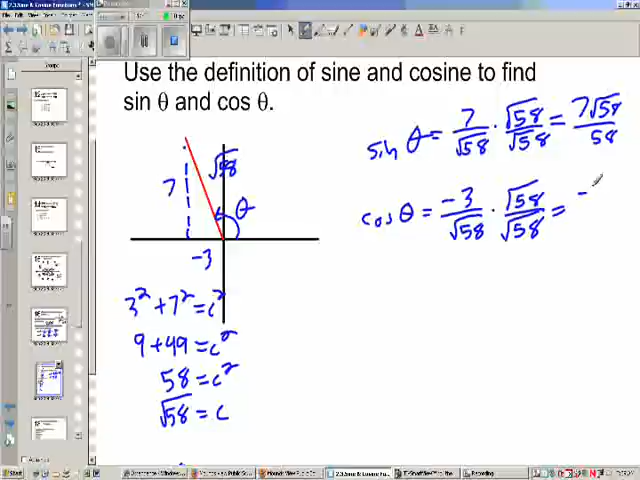 Use the definition of sine and cosine to find
sin θ and cos θ.
sin θ = 7/√58 · √58/√58 = 7√58/58
√58
7
θ
cos θ = -3/√58 · √58/√58 = -
-3
3² + 7² = c²
9 + 49 = c²
58 = c²
√58 = c